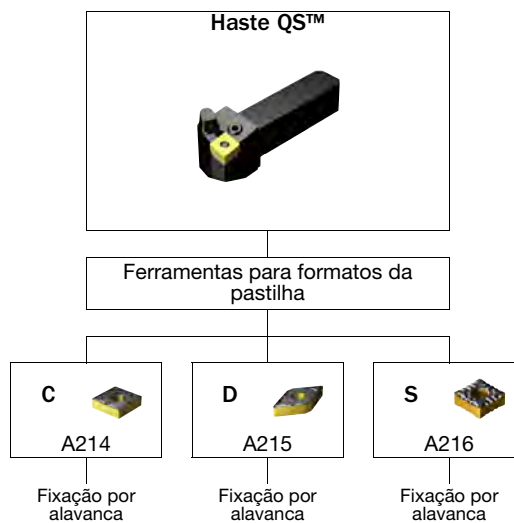 Haste QS™
Ferramentas para formatos da
pastilha
C
D
S
A214
A215
A216
Fixação por
alavanca
Fixação por
alavanca
Fixação por
alavanca